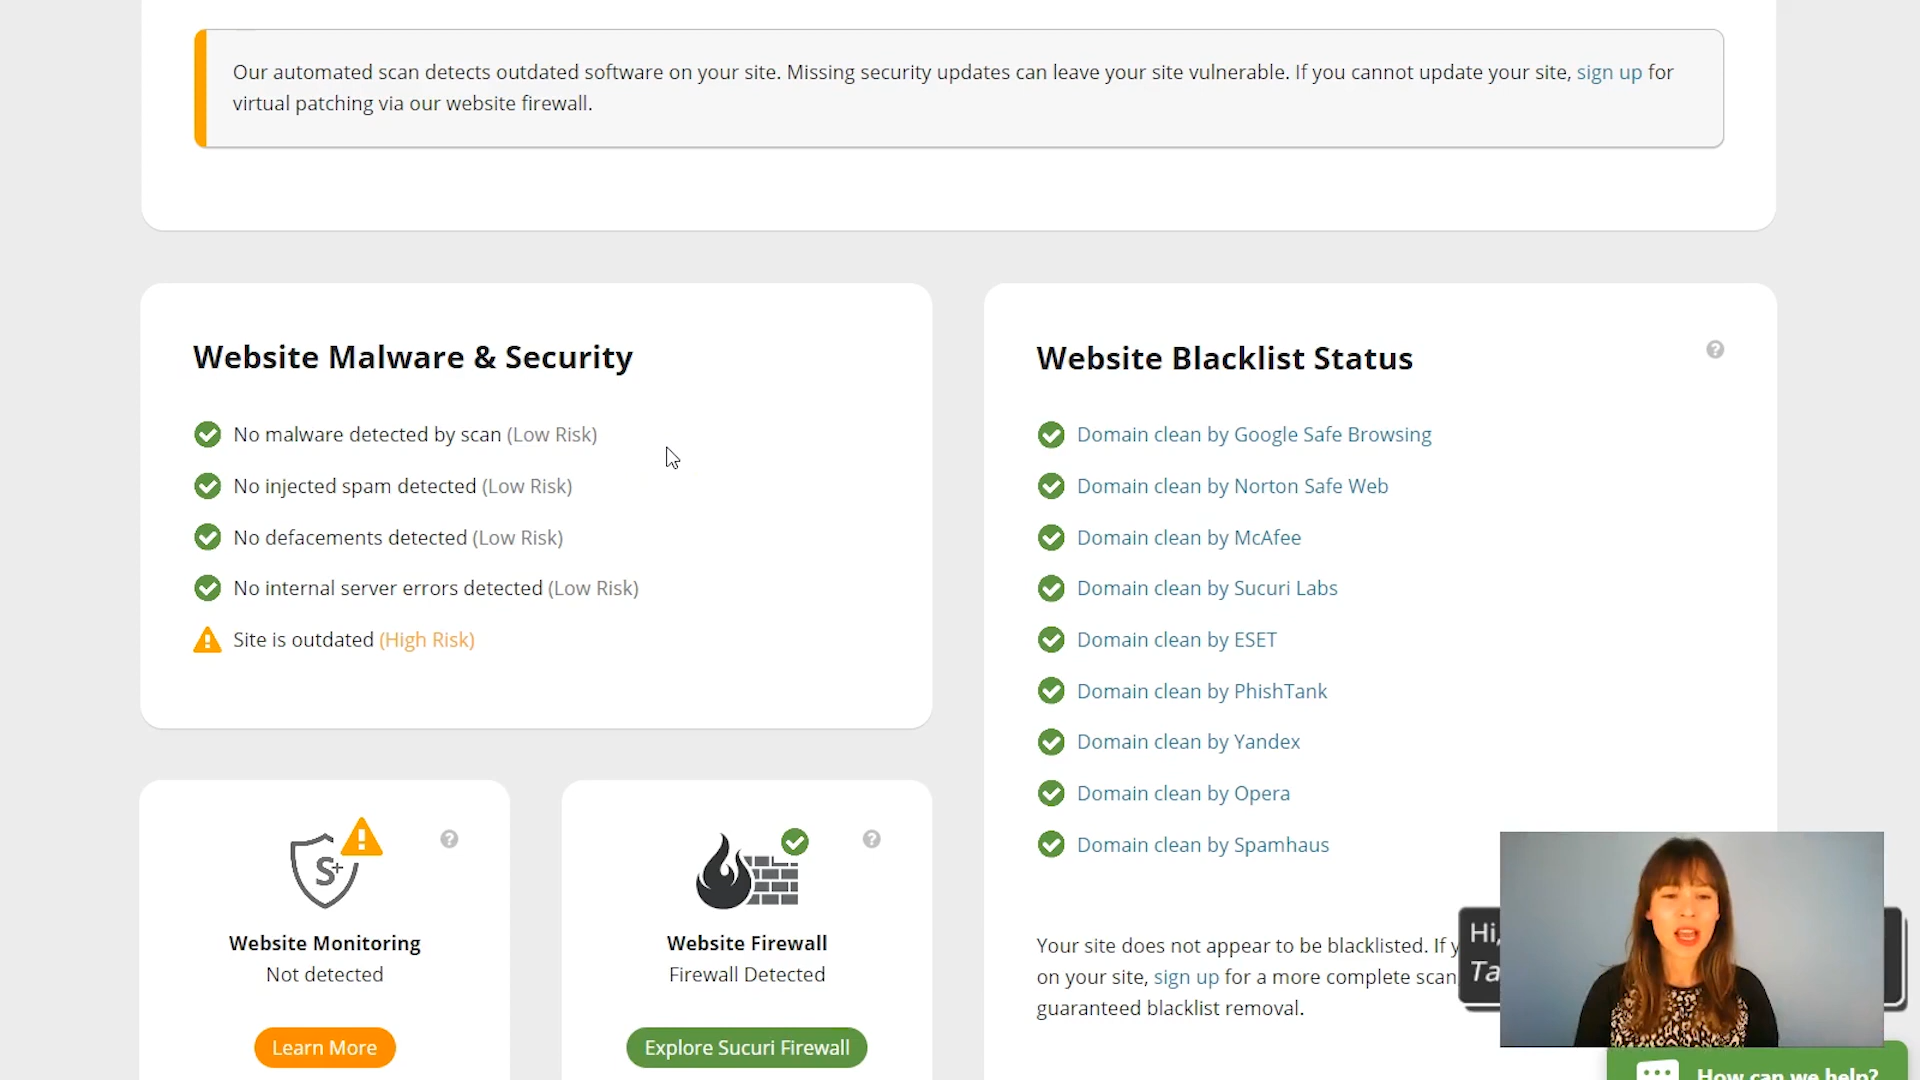 Our automated scan detects outdated software on your site. Missing security updates can leave your site vulnerable. If you cannot update your site, sign up for
virtual patching via our website firewall.
Website Malware & Security
No malware detected by scan (Low Risk)
No injected spam detected (Low Risk)
No defacements detected (Low Risk)
No internal server errors detected (Low Risk)
Site is outdated (High Risk)
Website Blacklist Status
Domain clean by Google Safe Browsing
Domain clean by Norton Safe Web
Domain clean by McAfee
Domain clean by Sucuri Labs
Domain clean by ESET
Domain clean by PhishTank
Domain clean by Yandex
Domain clean by Opera
Domain clean by Spamhaus
Your site does not appear to be blacklisted. If
on your site, sign up for a more complete scan,
guaranteed blacklist removal.
S+
Website Monitoring
Not detected
Learn More
Website Firewall
Firewall Detected
Explore Sucuri Firewall
Hi,
How can we help?